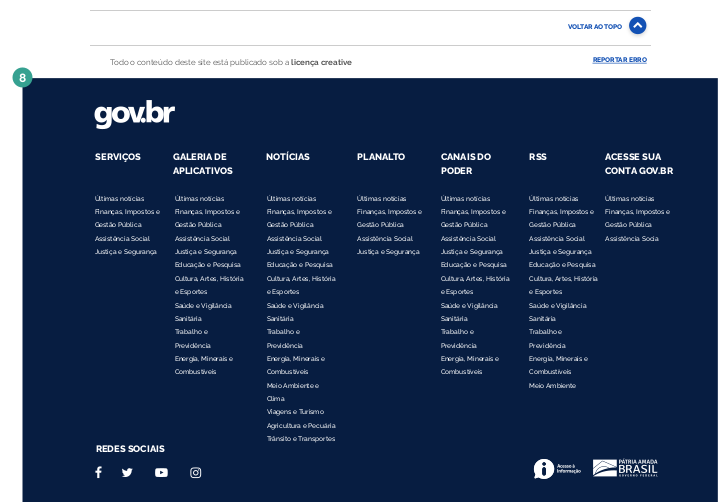 VOLTAR AO TOPO
Todo o conteúdo deste site está publicado sob a licença creative
REPORTAR ERRO
8
gov.br
SERVIÇOS
Últimas notícias
Finanças, Impostos e
Gestão Pública
Assistência Social
Justiça e Segurança
GALERIA DE
APLICATIVOS
Últimas notícias
Finanças, Impostos e
Gestão Pública
Assistência Social
Justiça e Segurança
Educação e Pesquisa
Cultura, Artes, História
e Esportes
Saúde e Vigilância
Sanitária
Trabalho e
Previdência
Energia, Minerais e
Combustíveis
NOTÍCIAS
Últimas notícias
Finanças, Impostos e
Gestão Pública
Assistência Social
Justiça e Segurança
Educação e Pesquisa
Cultura, Artes, História
e Esportes
Saúde e Vigilância
Sanitária
Trabalho e
Previdência
Energia, Minerais e
Combustíveis
Meio Ambiente e
Clima
Viagens e Turismo
Agricultura e Pecuária
Trânsito e Transportes
PLANALTO
Últimas notícias
Finanças, Impostos e
Gestão Pública
Assistência Social
Justiça e Segurança
CANAIS DO
PODER
Últimas notícias
Finanças, Impostos e
Gestão Pública
Assistência Social
Justiça e Segurança
Educação e Pesquisa
Cultura, Artes, História
e Esportes
Saúde e Vigilância
Sanitária
Trabalho e
Previdência
Energia, Minerais e
Combustíveis
RSS
Últimas notícias
Finanças, Impostos e
Gestão Pública
Assistência Social
Justiça e Segurança
Educação e Pesquisa
Cultura, Artes, História
e Esportes
Saúde e Vigilância
Sanitária
Trabalho e
Previdência
Energia, Minerais e
Combustíveis
Meio Ambiente
ACESSE SUA
CONTA GOV.BR
Últimas notícias
Finanças, Impostos e
Gestão Pública
Assistência Socia
REDES SOCIAIS
Acesso à
Informação
PÁTRIA AMADA
BRASIL
GOVERNO FEDERAL